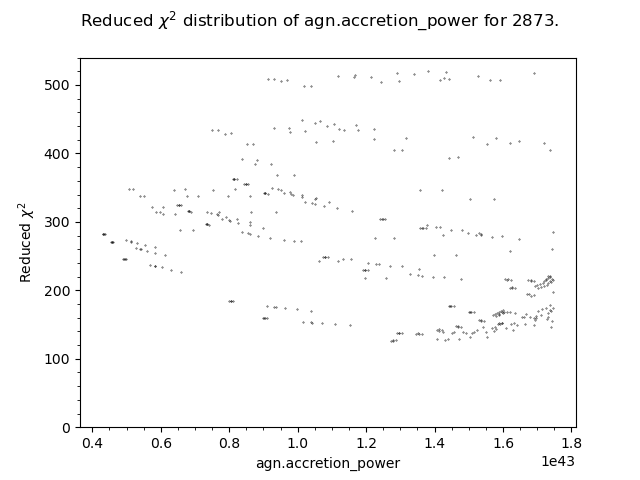 Reduced χ² distribution of agn.accretion_power for 2873.
Reduced χ²
500
400
300
200
100
0
0.4 0.6 0.8 1.0 1.2 1.4 1.6 1.8
1e43
agn.accretion_power